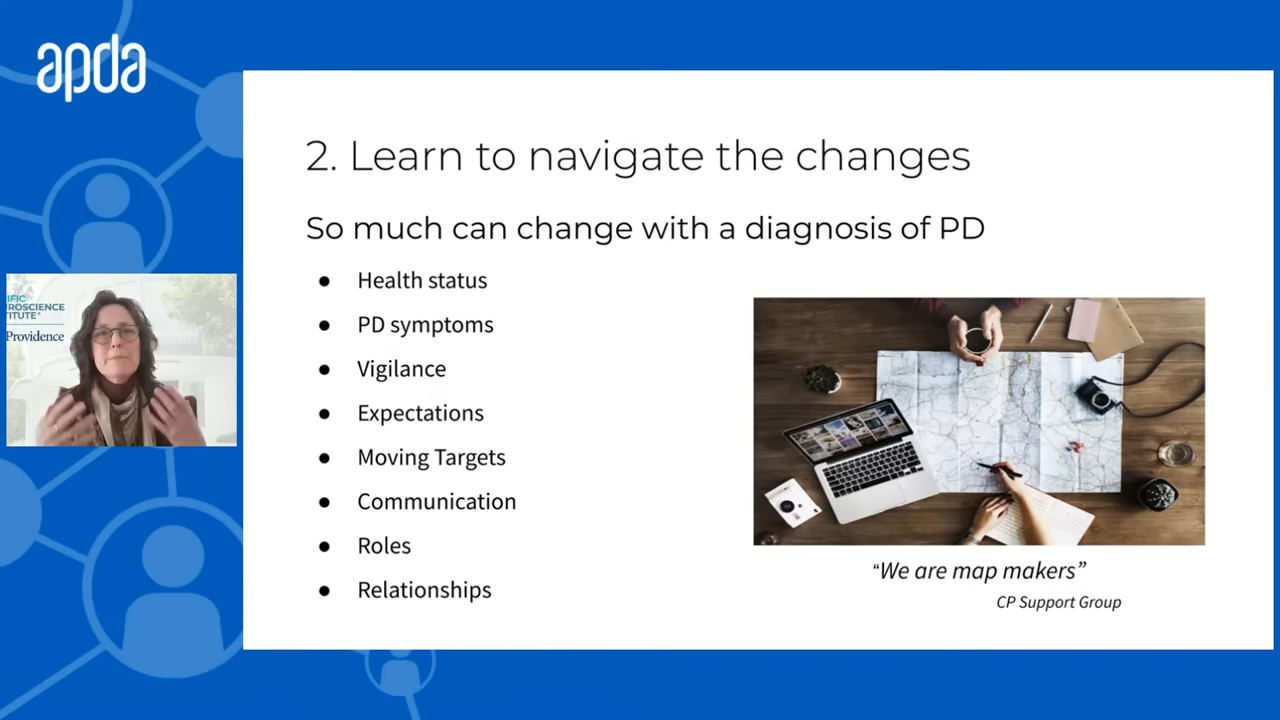 apda
2. Learn to navigate the changes
So much can change with a diagnosis of PD
● Health status
● PD symptoms
● Vigilance
● Expectations
● Moving Targets
● Communication
● Roles
● Relationships
“We are map makers”
CP Support Group
IFIC
ROSCIENCE
TITUTE®
Providence